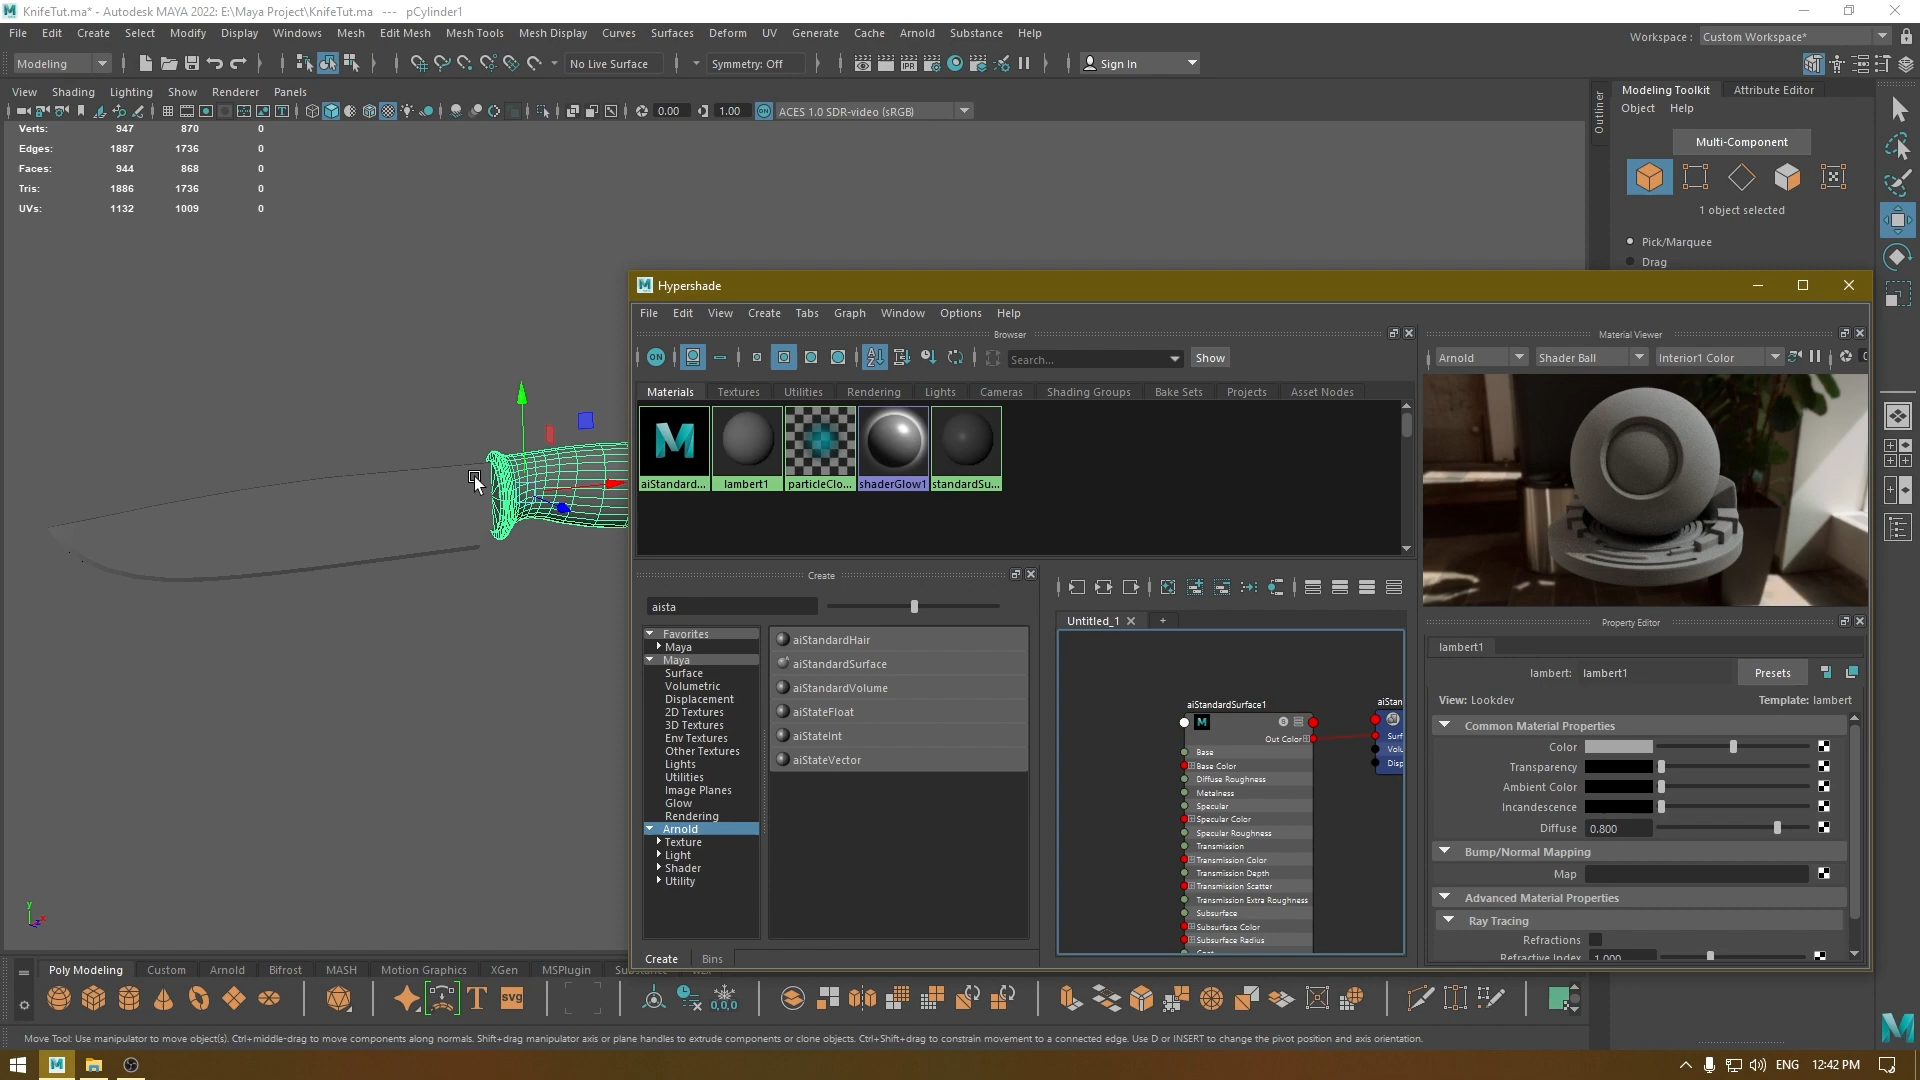 KnifeTut.ma* - Autodesk MAYA 2022: E:\Maya Project\KnifeTut.ma   ---   pCylinder1
File Edit Create Select Modify Display Windows Mesh Edit Mesh Mesh Tools Mesh Display Curves Surfaces Deform UV Generate Cache Arnold Substance Help
Workspace : Custom Workspace*
Modeling No Live Surface Symmetry: Off Sign In
View Shading Lighting Show Renderer Panels
0.00 1.00 ACES 1.0 SDR-video (sRGB)
Verts: 947 870 0
Edges: 1887 1736 0
Faces: 944 868 0
Tris: 1886 1736 0
UVs: 1132 1009 0
Outliner
Modeling Toolkit Attribute Editor
Object Help
Multi-Component
1 object selected
Pick/Marquee
Drag
Hypershade
File Edit View Create Tabs Graph Window Options Help
Browser
ON Search... Show
Materials Textures Utilities Rendering Lights Cameras Shading Groups Bake Sets Projects Asset Nodes
aiStandard... lambert1 particleClo... shaderGlow1 standardSu...
Material Viewer
Arnold Shader Ball Interior1 Color
Create
aista
Favorites
Maya
Maya
Surface
Volumetric
Displacement
2D Textures
3D Textures
Env Textures
Other Textures
Lights
Utilities
Image Planes
Glow
Rendering
Arnold
Texture
Light
Shader
Utility
aiStandardHair
aiStandardSurface
aiStandardVolume
aiStateFloat
aiStateInt
aiStateVector
Create Bins
Untitled_1 +
aiStandardSurface1
Out Color
Base
Base Color
Diffuse Roughness
Metalness
Specular
Specular Color
Specular Roughness
Transmission
Transmission Color
Transmission Depth
Transmission Scatter
Transmission Extra Roughness
Subsurface
Subsurface Color
Subsurface Radius
aiStan
Surf
Volu
Disp
Property Editor
lambert1
lambert: lambert1 Presets
View: Lookdev Template: lambert
Common Material Properties
Color
Transparency
Ambient Color
Incandescence
Diffuse 0.800
Bump/Normal Mapping
Map
Advanced Material Properties
Ray Tracing
Refractions
Refractive Index 1.000
Poly Modeling Custom Arnold Bifrost MASH Motion Graphics XGen MSPlugin
svg 0,0,0
Move Tool: Use manipulator to move object(s). Ctrl+middle-drag to move components along normals. Shift+drag manipulator axis or plane handles to extrude components or clone objects. Ctrl+Shift+drag to constrain movement to a connected edge. Use D or INSERT to change the pivot position and axis orientation.
ENG 12:42 PM